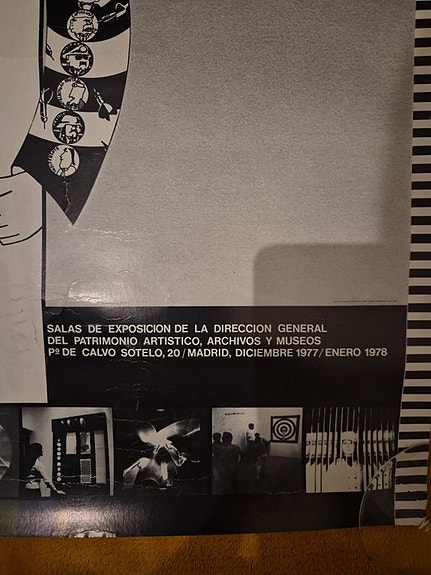 SALAS DE EXPOSICION DE LA DIRECCION GENERAL
DEL PATRIMONIO ARTISTICO, ARCHIVOS Y MUSEOS
Pº DE CALVO SOTELO, 20/MADRID, DICIEMBRE 1977/ENERO 1978